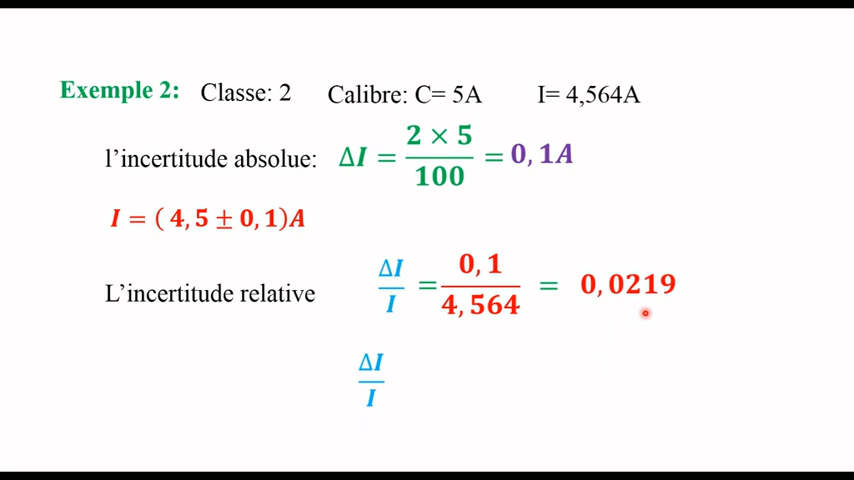 Exemple 2: Classe: 2 Calibre: C= 5A I= 4,564A
l’incertitude absolue: ΔI = 2 × 5 / 100 = 0, 1A
I = ( 4, 5 ± 0, 1)A
L’incertitude relative ΔI / I = 0, 1 / 4, 564 = 0, 0219
ΔI / I